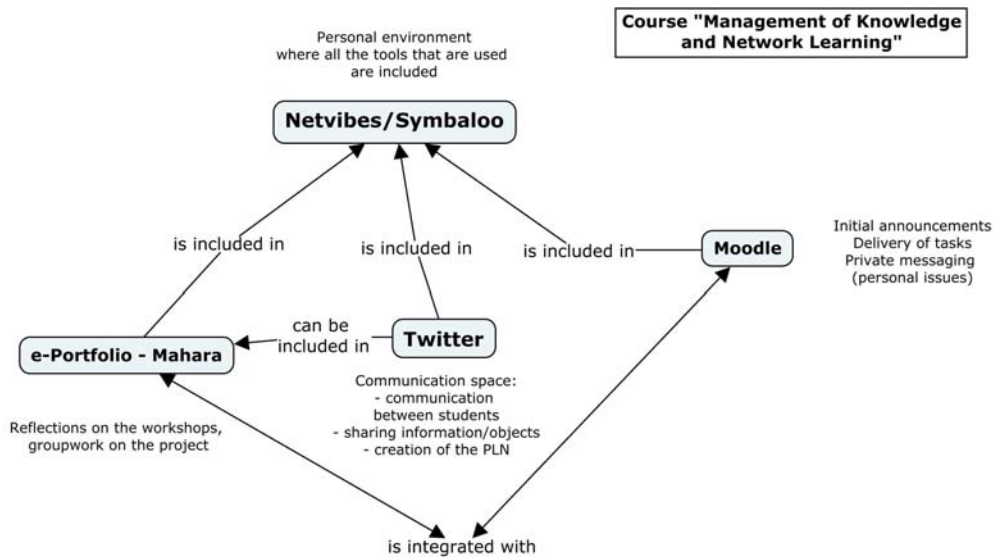 Course "Management of Knowledge
and Network Learning"
Personal environment
where all the tools that are used
are included
Netvibes/Symbaloo
is included in
is included in
is included in
Moodle
Initial announcements
Delivery of tasks
Private messaging
(personal issues)
can be
included in
Twitter
e-Portfolio - Mahara
Communication space:
- communication
between students
- sharing information/objects
- creation of the PLN
Reflections on the workshops,
groupwork on the project
is integrated with